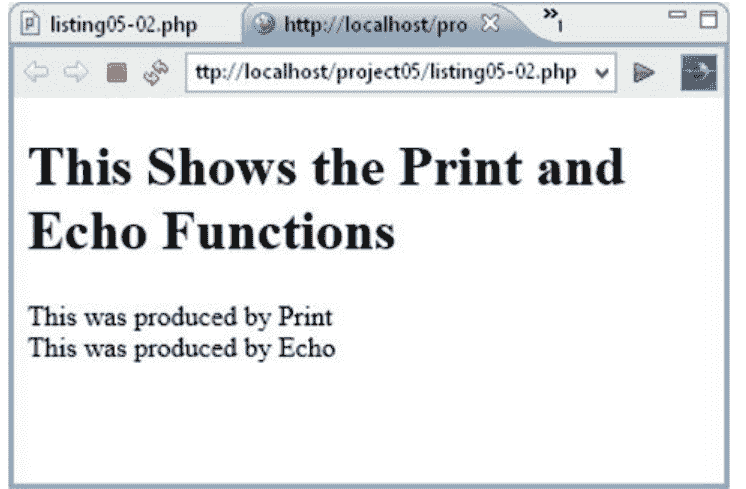 listing05-02.php http://localhost/pro »1
ttp://localhost/project05/listing05-02.php
This Shows the Print and
Echo Functions
This was produced by Print
This was produced by Echo